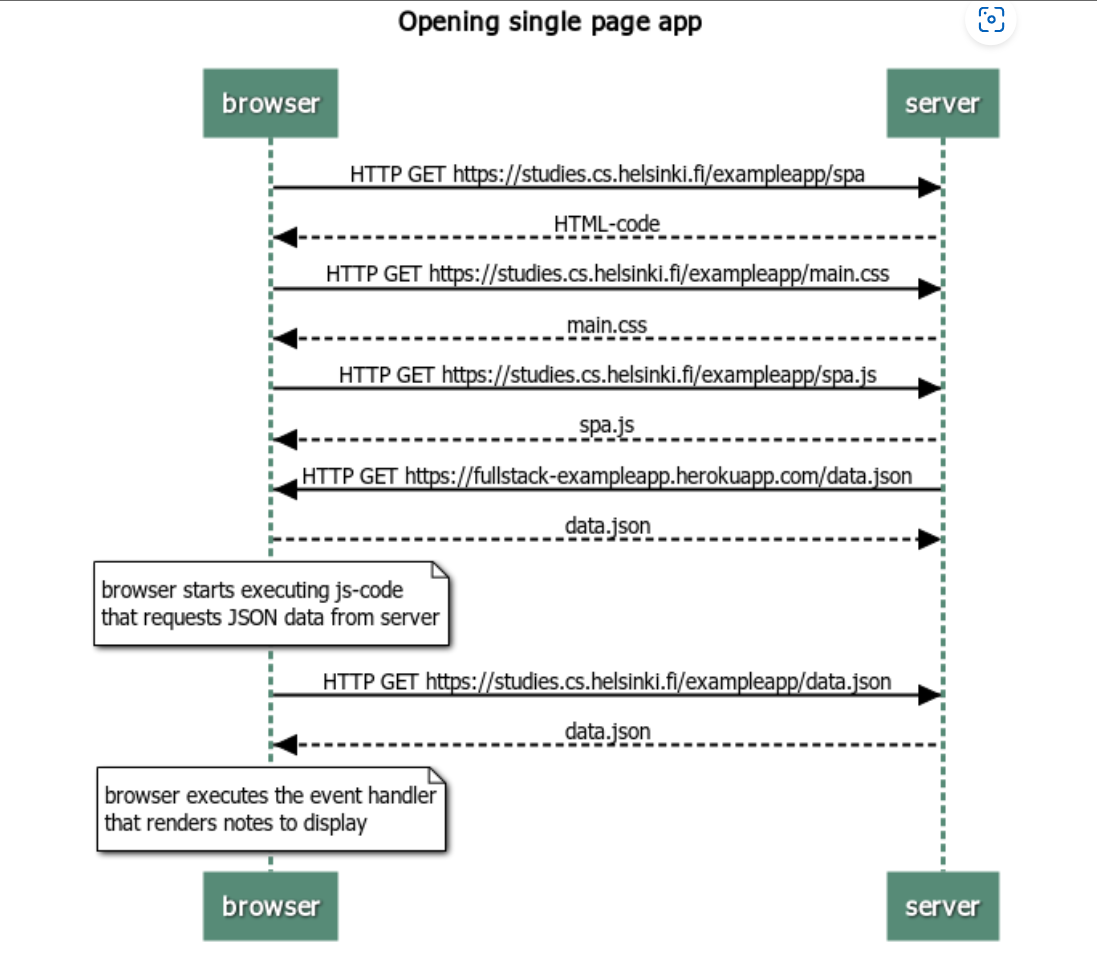 Opening single page app
browser
server
HTTP GET https://studies.cs.helsinki.fi/exampleapp/spa
HTML-code
HTTP GET https://studies.cs.helsinki.fi/exampleapp/main.css
main.css
HTTP GET https://studies.cs.helsinki.fi/exampleapp/spa.js
spa.js
HTTP GET https://fullstack-exampleapp.herokuapp.com/data.json
data.json
browser starts executing js-code
that requests JSON data from server
HTTP GET https://studies.cs.helsinki.fi/exampleapp/data.json
data.json
browser executes the event handler
that renders notes to display
browser
server